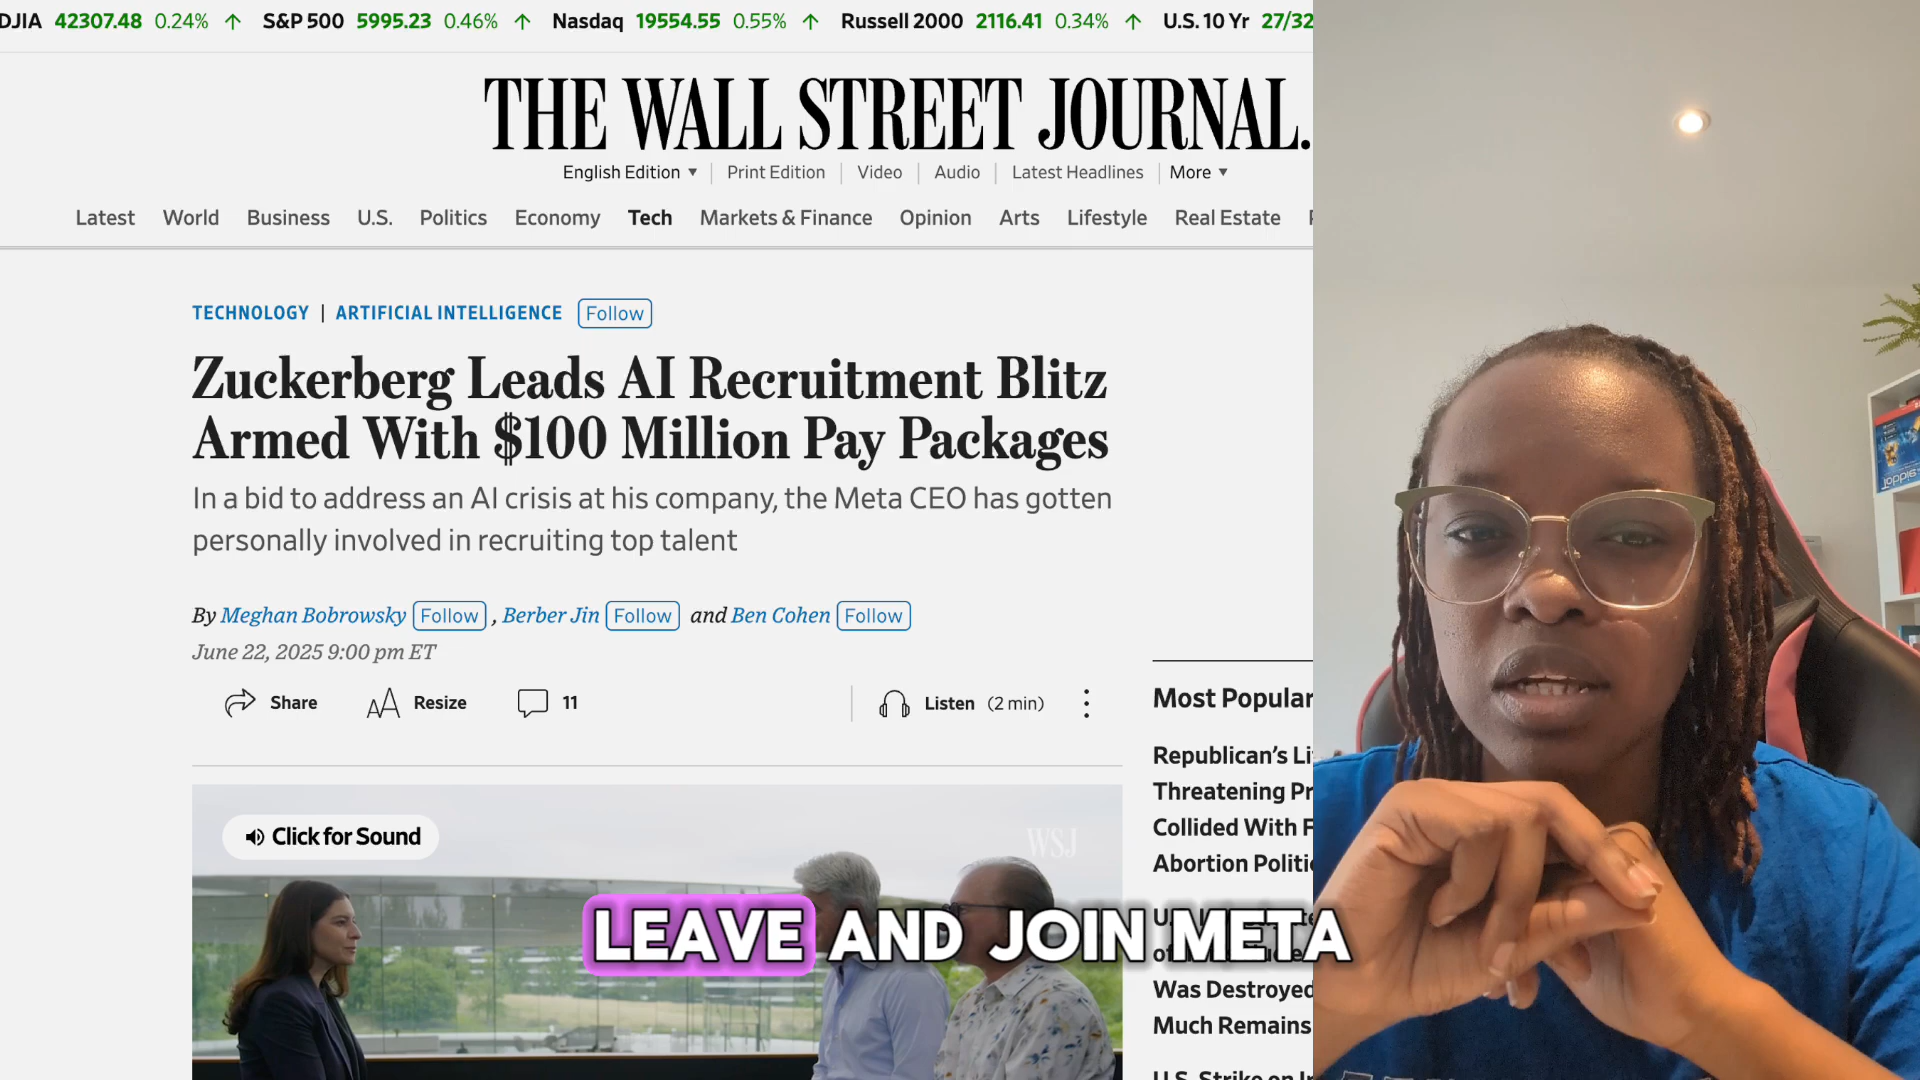 DJIA 42307.48 0.24% S&P 500 5995.23 0.46% Nasdaq 19554.55 0.55% Russell 2000 2116.41 0.34% U.S. 10 Yr 27/32
THE WALL STREET JOURNAL.
English Edition Print Edition Video Audio Latest Headlines More
Latest World Business U.S. Politics Economy Tech Markets & Finance Opinion Arts Lifestyle Real Estate
TECHNOLOGY | ARTIFICIAL INTELLIGENCE Follow
Zuckerberg Leads AI Recruitment Blitz
Armed With $100 Million Pay Packages
In a bid to address an AI crisis at his company, the Meta CEO has gotten
personally involved in recruiting top talent
By Meghan Bobrowsky Follow , Berber Jin Follow and Ben Cohen Follow
June 22, 2025 9:00 pm ET
Share AA Resize 11 Listen (2 min)
Most Popular
Republican's Li
Threatening Pr
Collided With F
Abortion Politi
Click for Sound
WSJ
LEAVE AND JOIN META
of
Was Destroyed
Much Remains
U.S. Strike on I